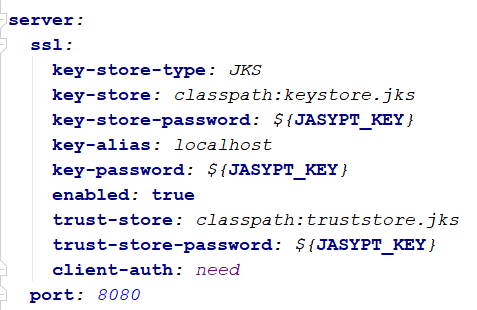 server:
  ssl:
    key-store-type: JKS
    key-store: classpath:keystore.jks
    key-store-password: ${JASYPT_KEY}
    key-alias: localhost
    key-password: ${JASYPT_KEY}
    enabled: true
    trust-store: classpath:truststore.jks
    trust-store-password: ${JASYPT_KEY}
    client-auth: need
  port: 8080